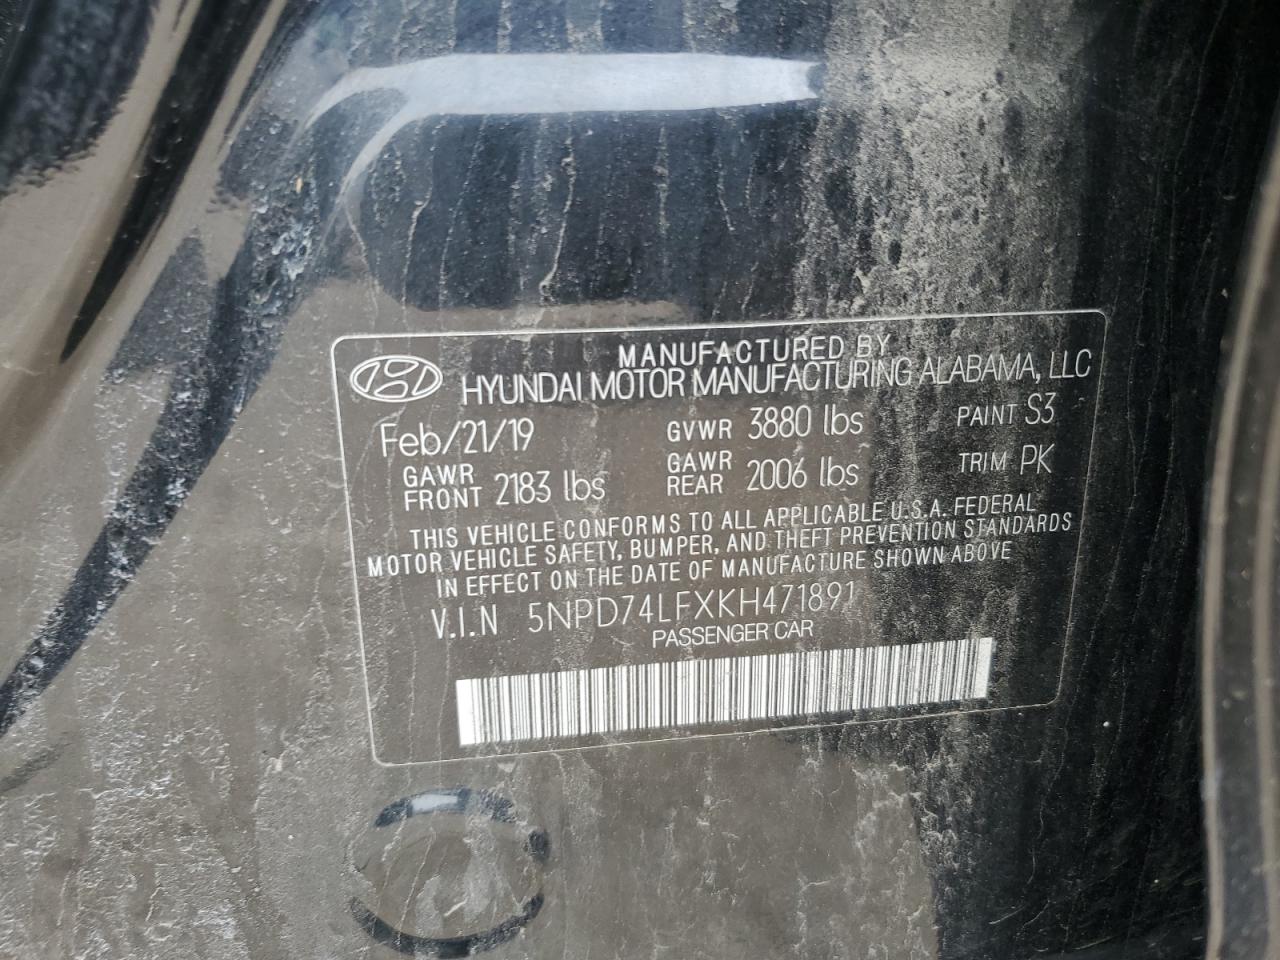 MANUFACTURED BY
HYUNDAI MOTOR MANUFACTURING ALABAMA, LLC
Feb/21/19 GVWR 3880 lbs PAINT S3
GAWR FRONT 2183 lbs GAWR REAR 2006 lbs TRIM PK
THIS VEHICLE CONFORMS TO ALL APPLICABLE U.S.A. FEDERAL
MOTOR VEHICLE SAFETY, BUMPER, AND THEFT PREVENTION STANDARDS
IN EFFECT ON THE DATE OF MANUFACTURE SHOWN ABOVE
V.I.N 5NPD74LFXKH471891
PASSENGER CAR